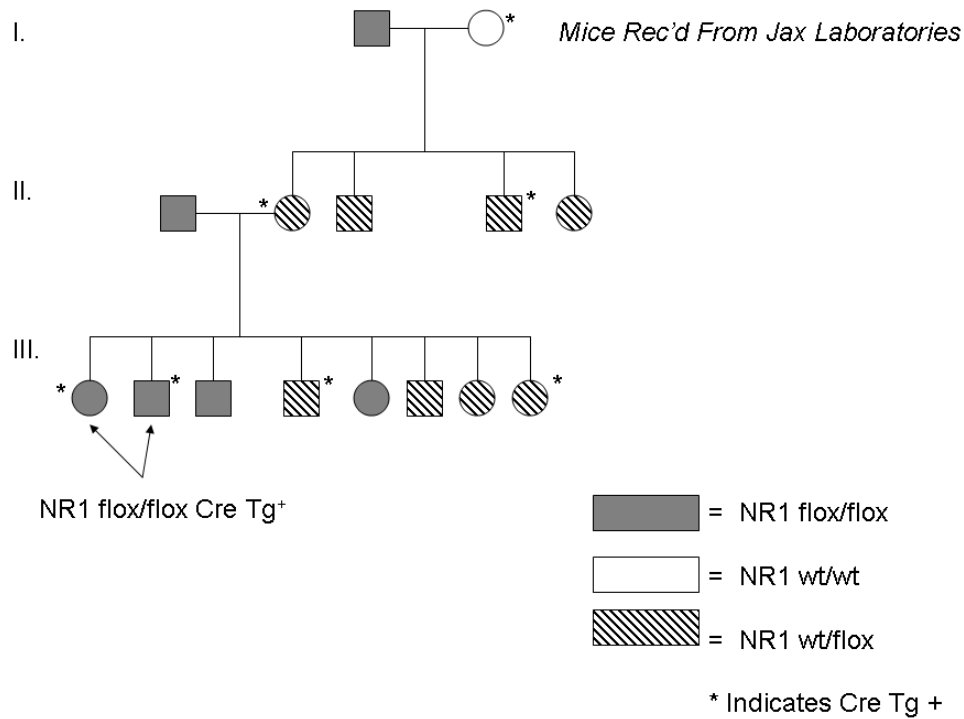 I.
*
Mice Rec'd From Jax Laboratories
II.
* *
III.
* * * *
NR1 flox/flox Cre Tg⁺
= NR1 flox/flox
= NR1 wt/wt
= NR1 wt/flox
* Indicates Cre Tg +